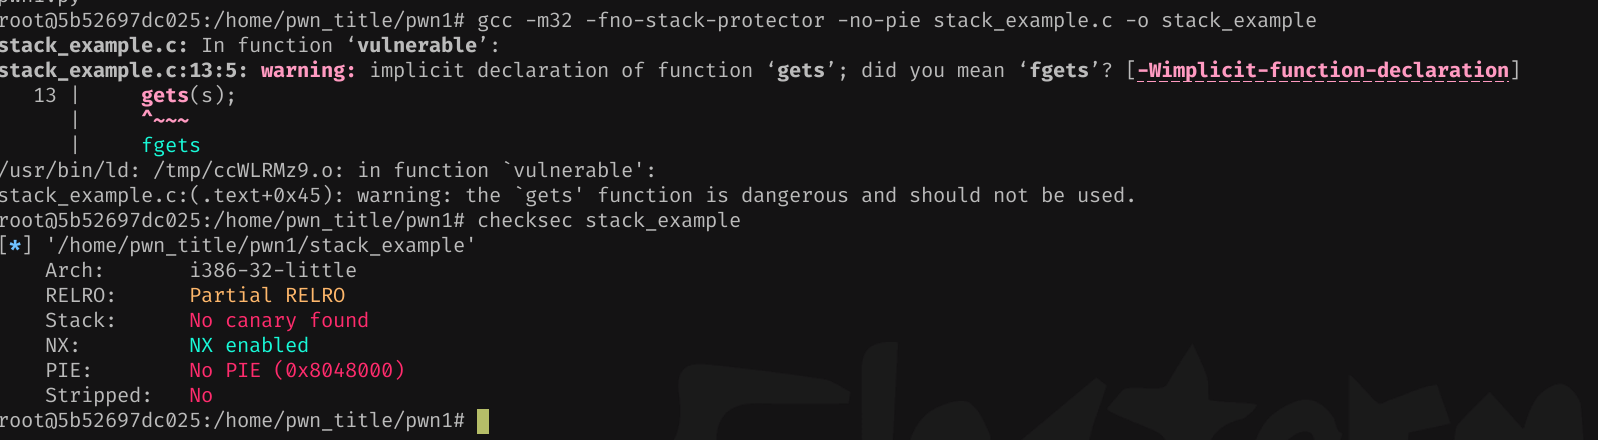 root@5b52697dc025:/home/pwn_title/pwn1# gcc -m32 -fno-stack-protector -no-pie stack_example.c -o stack_example
stack_example.c: In function ‘vulnerable’:
stack_example.c:13:5: warning: implicit declaration of function ‘gets’; did you mean ‘fgets’? [-Wimplicit-function-declaration]
   13 |     gets(s);
      |     ^~~~
      |     fgets
/usr/bin/ld: /tmp/ccWLRMz9.o: in function `vulnerable':
stack_example.c:(.text+0x45): warning: the `gets' function is dangerous and should not be used.
root@5b52697dc025:/home/pwn_title/pwn1# checksec stack_example
[*] '/home/pwn_title/pwn1/stack_example'
    Arch:       i386-32-little
    RELRO:      Partial RELRO
    Stack:      No canary found
    NX:         NX enabled
    PIE:        No PIE (0x8048000)
    Stripped:   No
root@5b52697dc025:/home/pwn_title/pwn1#